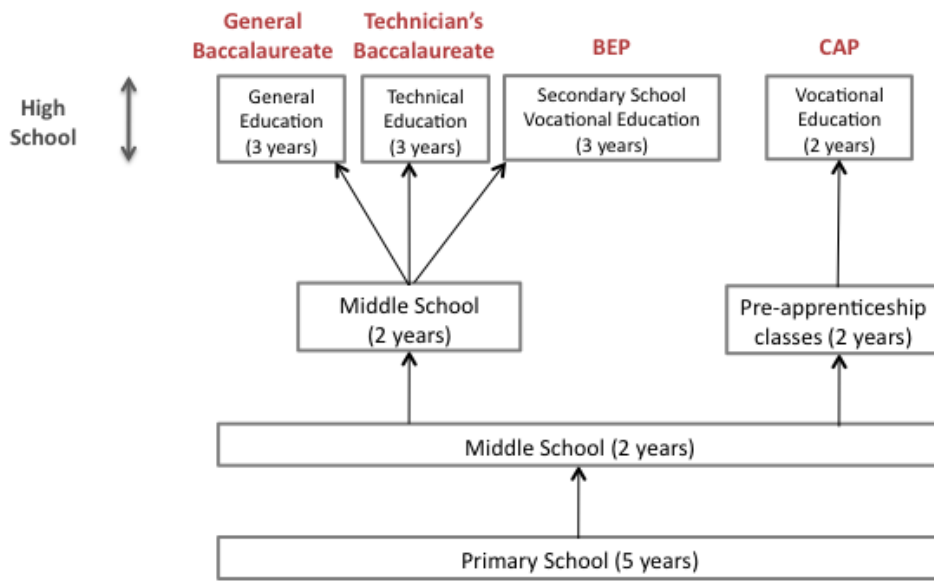 General
Baccalaureate
Technician's
Baccalaureate
BEP
CAP
High
School
General
Education
(3 years)
Technical
Education
(3 years)
Secondary School
Vocational Education
(3 years)
Vocational
Education
(2 years)
Middle School
(2 years)
Pre-apprenticeship
classes (2 years)
Middle School (2 years)
Primary School (5 years)